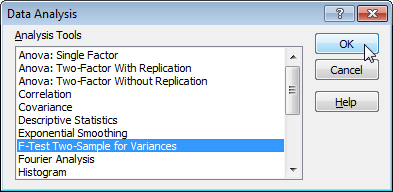 Data Analysis
Analysis Tools
Anova: Single Factor
Anova: Two-Factor With Replication
Anova: Two-Factor Without Replication
Correlation
Covariance
Descriptive Statistics
Exponential Smoothing
F-Test Two-Sample for Variances
Fourier Analysis
Histogram
OK
Cancel
Help